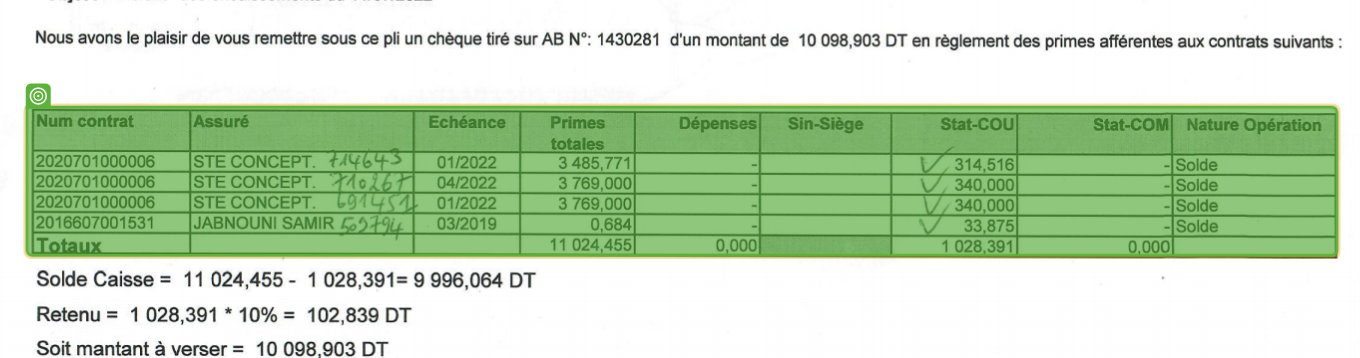 Nous avons le plaisir de vous remettre sous ce pli un chèque tiré sur AB N°: 1430281 d'un montant de 10 098,903 DT en règlement des primes afférentes aux contrats suivants :
Num contrat Assuré Echéance Primes totales Dépenses Sin-Siège Stat-COU Stat-COM Nature Opération
2020701000006 STE CONCEPT. 714643 01/2022 3 485,771 - 314,516 - Solde
2020701000006 STE CONCEPT. 710267 04/2022 3 769,000 - 340,000 - Solde
2020701000006 STE CONCEPT. 691451 01/2022 3 769,000 - 340,000 - Solde
2016607001531 JABNOUNI SAMIR 03/2019 0,684 - 33,875 - Solde
Totaux 11 024,455 0,000 1 028,391 0,000
Solde Caisse = 11 024,455 - 1 028,391= 9 996,064 DT
Retenu = 1 028,391 * 10% = 102,839 DT
Soit mantant à verser = 10 098,903 DT